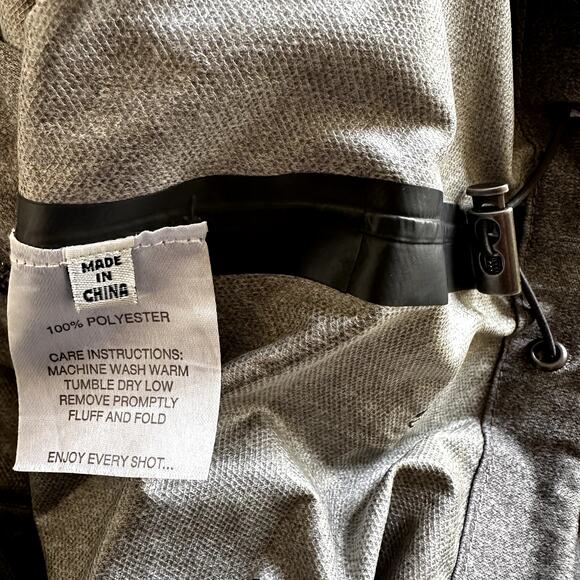 MADE
IN
CHINA
100% POLYESTER
CARE INSTRUCTIONS:
MACHINE WASH WARM
TUMBLE DRY LOW
REMOVE PROMPTLY
FLUFF AND FOLD
ENJOY EVERY SHOT...